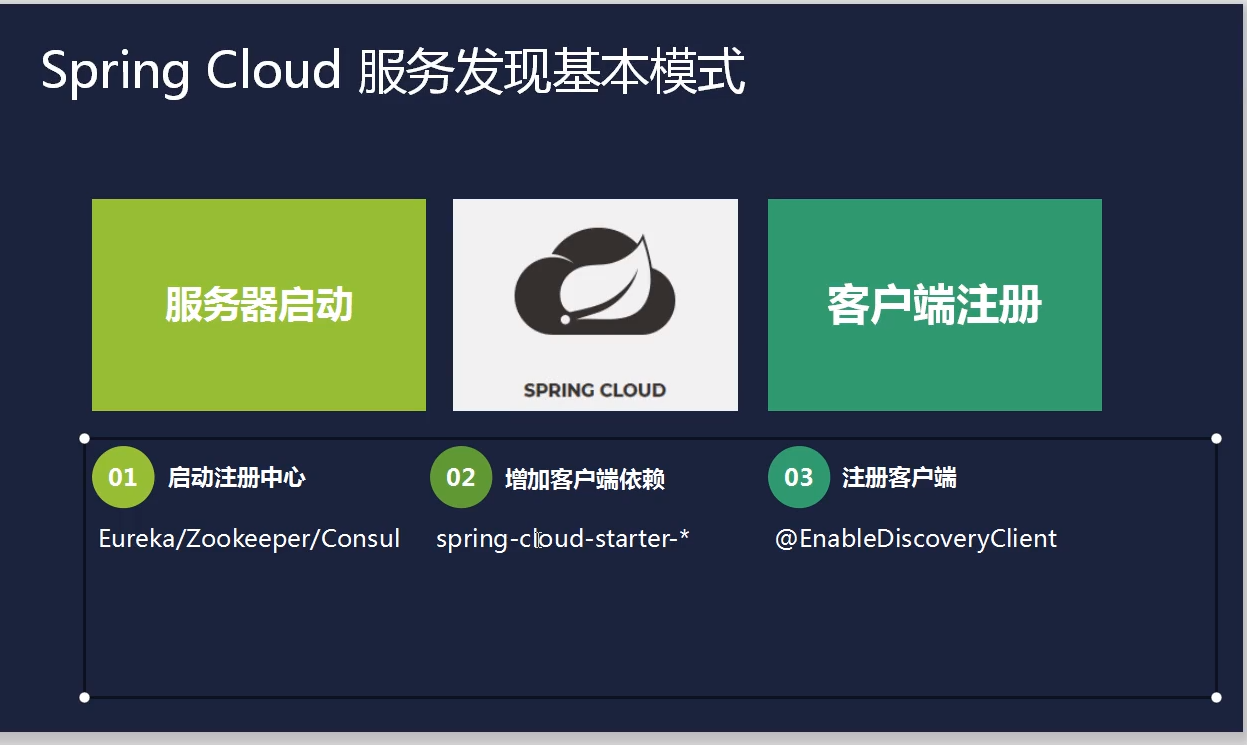 Spring Cloud 服务发现基本模式
服务器启动
SPRING CLOUD
客户端注册
01 启动注册中心
Eureka/Zookeeper/Consul
02 增加客户端依赖
spring-cloud-starter-*
03 注册客户端
@EnableDiscoveryClient